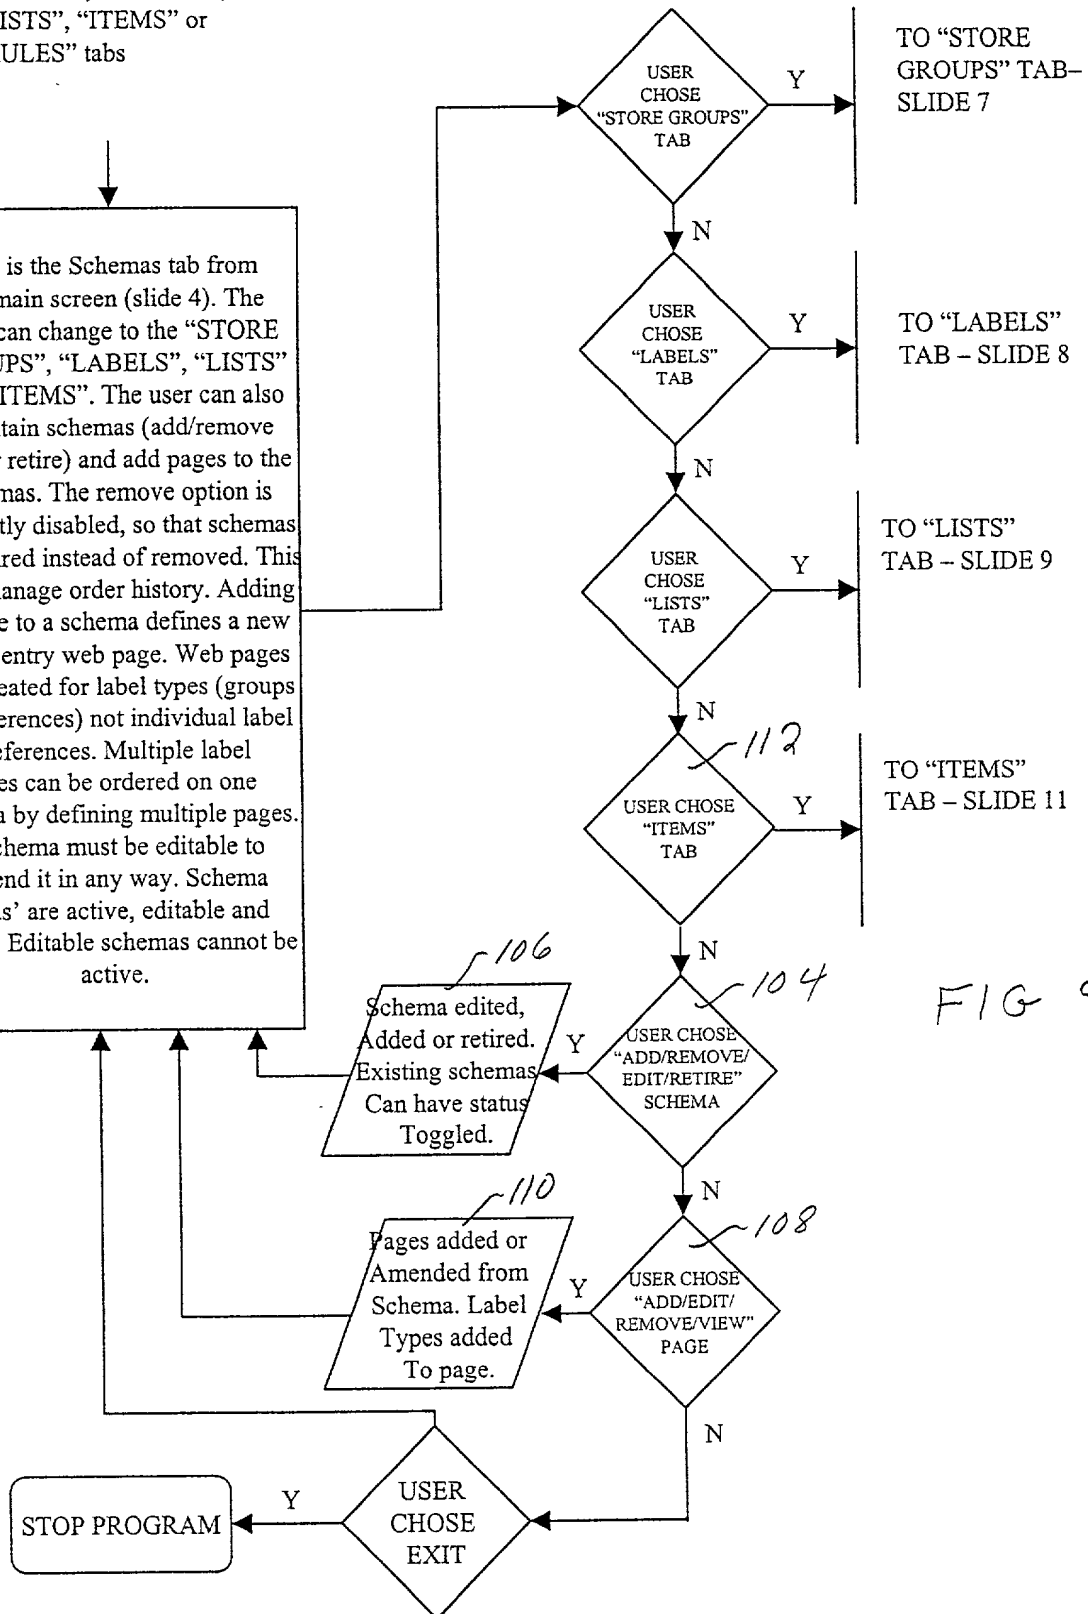 ISTS”, “ITEMS” or
ULES” tabs
is the Schemas tab from
main screen (slide 4). The
can change to the “STORE
UPS”, “LABELS”, “LISTS”
ITEMS”. The user can also
tain schemas (add/remove
r retire) and add pages to the
mas. The remove option is
tly disabled, so that schemas
ired instead of removed. This
anage order history. Adding
e to a schema defines a new
entry web page. Web pages
eated for label types (groups
erences) not individual label
eferences. Multiple label
es can be ordered on one
a by defining multiple pages.
chema must be editable to
end it in any way. Schema
s’ are active, editable and
Editable schemas cannot be
active.
USER
CHOSE
“STORE GROUPS”
TAB
Y
TO “STORE
GROUPS” TAB–
SLIDE 7
N
USER
CHOSE
“LABELS”
TAB
Y
TO “LABELS”
TAB – SLIDE 8
N
USER
CHOSE
“LISTS”
TAB
Y
TO “LISTS”
TAB – SLIDE 9
N
112
USER CHOSE
“ITEMS”
TAB
Y
TO “ITEMS”
TAB – SLIDE 11
N
104
USER CHOSE
“ADD/REMOVE/
EDIT/RETIRE”
SCHEMA
Y
106
Schema edited,
Added or retired.
Existing schemas
Can have status
Toggled.
FIG
N
108
USER CHOSE
“ADD/EDIT/
REMOVE/VIEW”
PAGE
Y
110
Pages added or
Amended from
Schema. Label
Types added
To page.
N
USER
CHOSE
EXIT
Y
STOP PROGRAM